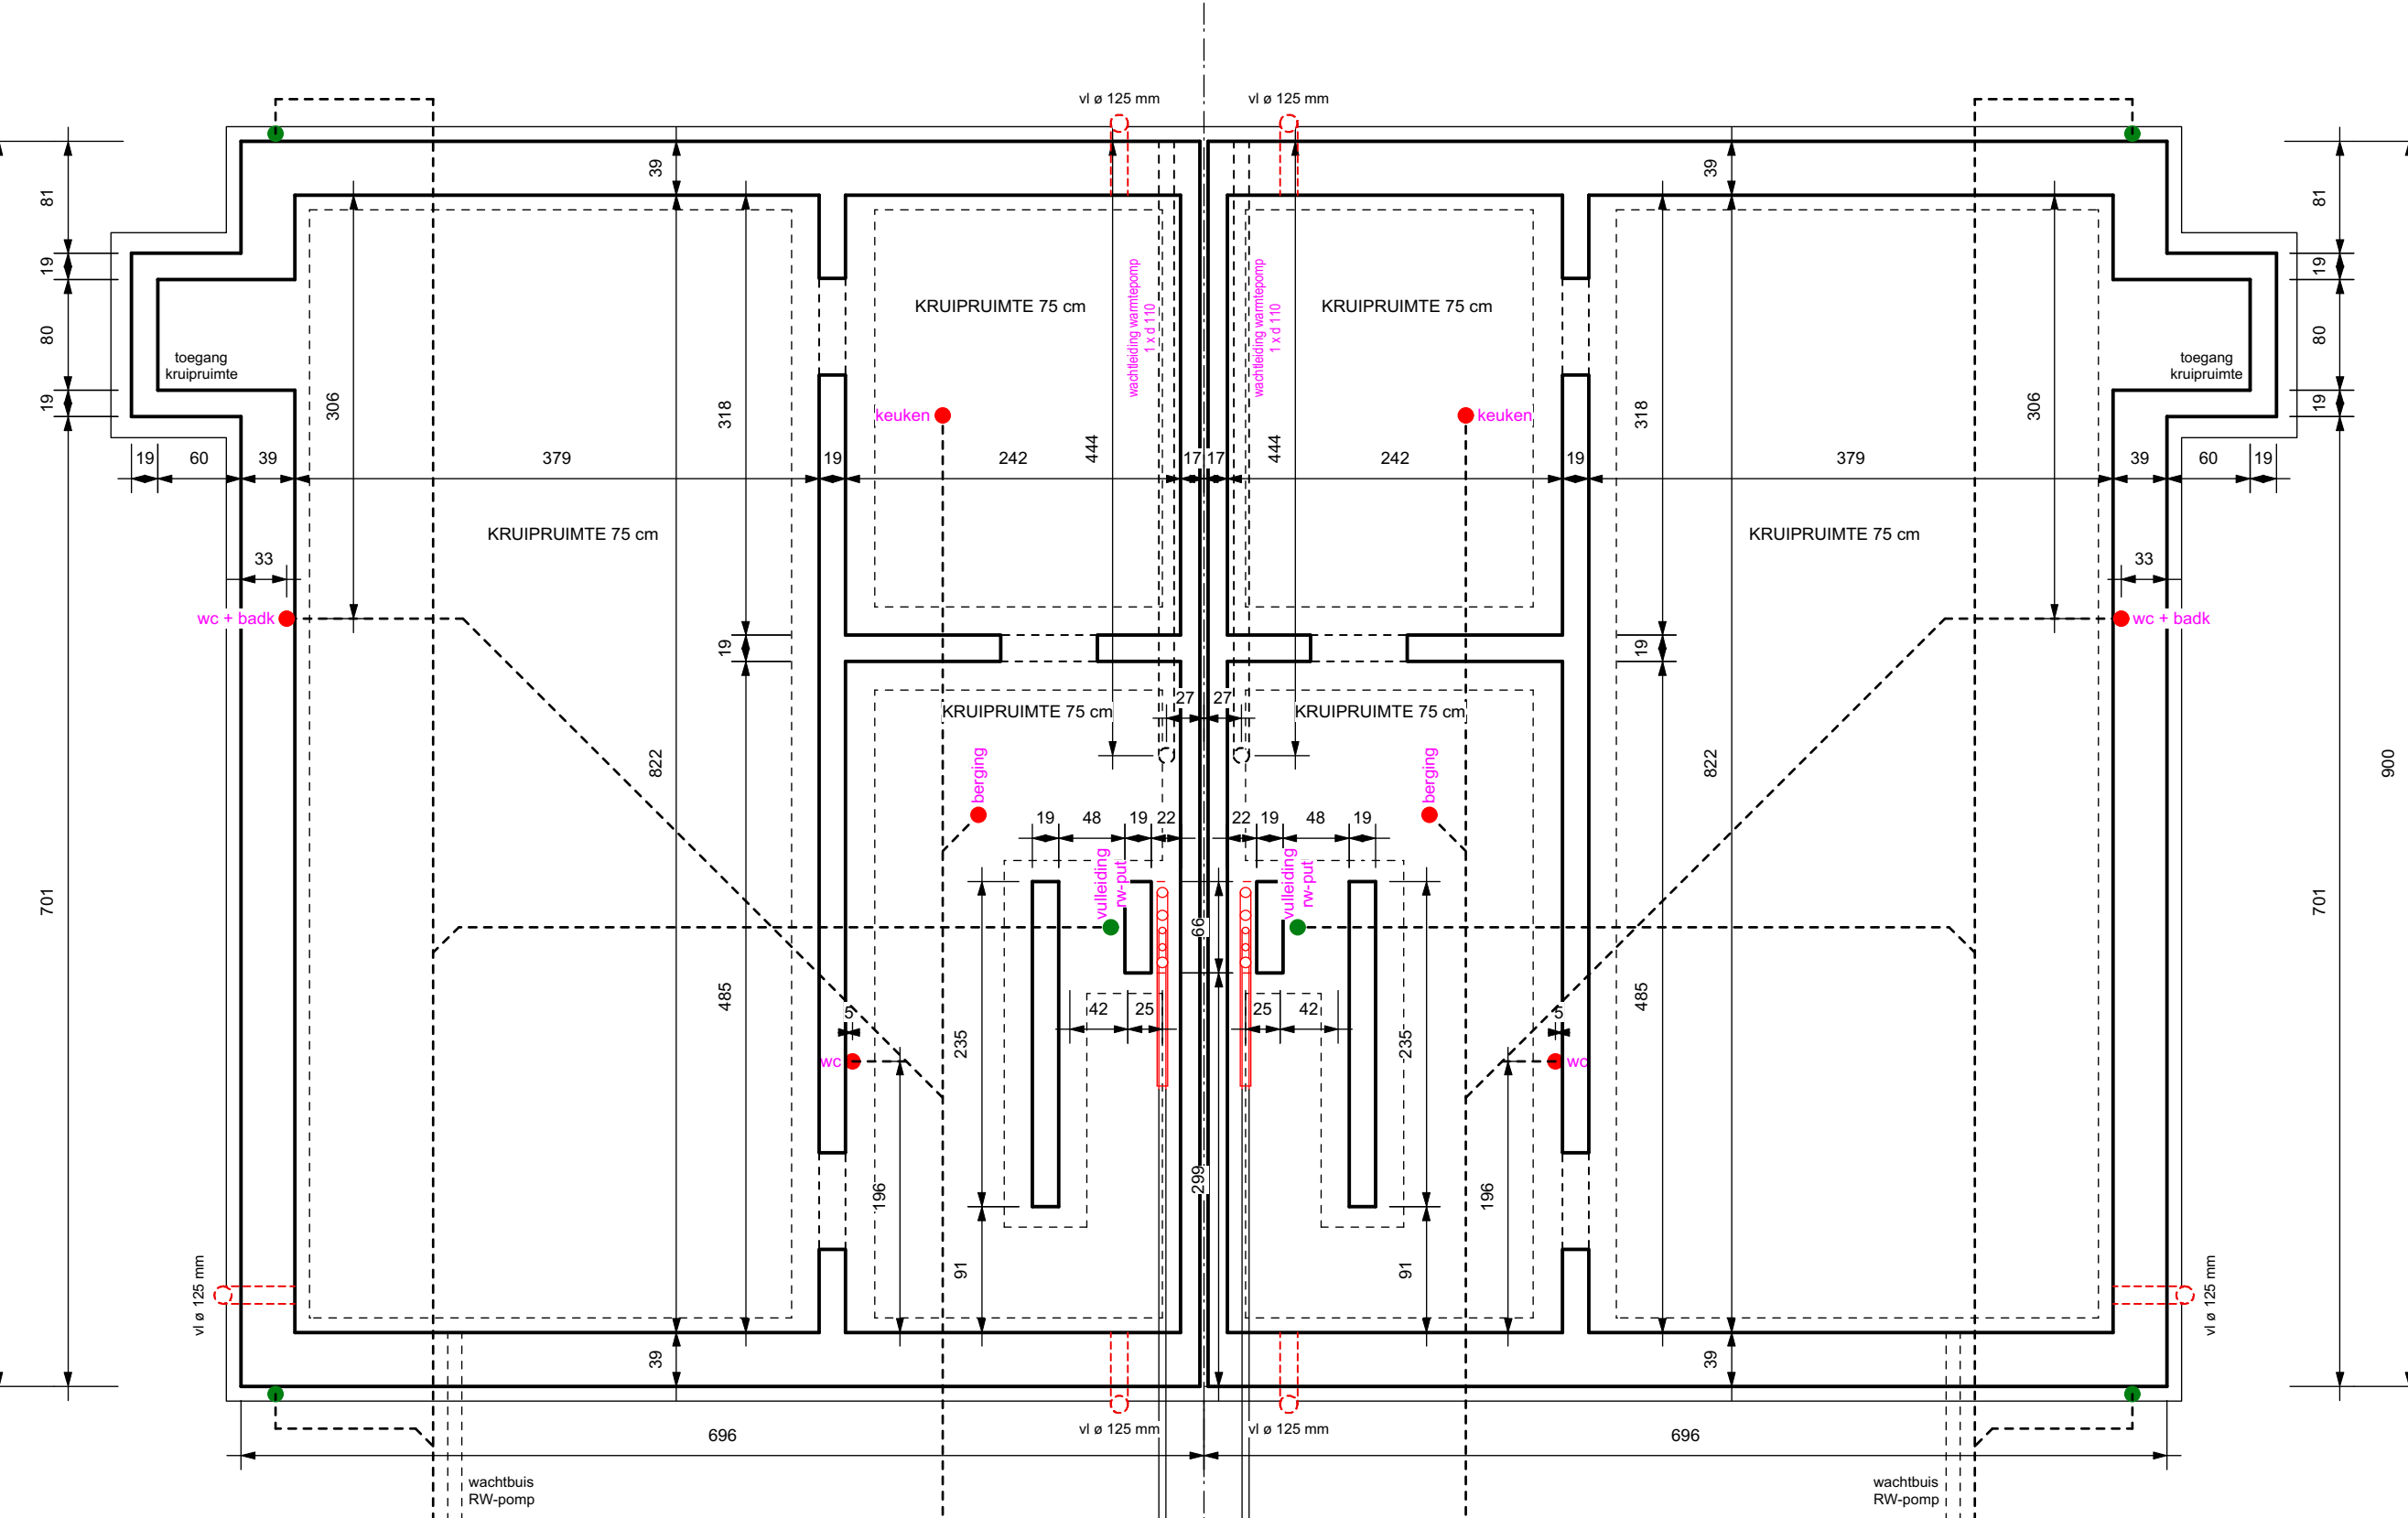 vl ø 125 mm
vl ø 125 mm
39
39
81
81
19
19
80
80
19
19
toegang
kruipruimte
toegang
kruipruimte
KRUIPRUIMTE 75 cm
KRUIPRUIMTE 75 cm
wachtleiding warmtepomp
1 x d 110
wachtleiding warmtepomp
1 x d 110
306
318
keuken
444
444
keuken
318
306
19
60
39
379
19
242
17
17
242
19
379
39
60
19
KRUIPRUIMTE 75 cm
KRUIPRUIMTE 75 cm
33
33
wc + badk
wc + badk
19
19
27
27
KRUIPRUIMTE 75 cm
KRUIPRUIMTE 75 cm
822
822
900
berging
berging
19
48
19
22
22
19
48
19
701
701
vulleiding
rw-put
vulleiding
rw-put
66
485
485
5
42
25
25
42
5
235
235
wc
wc
196
299
196
91
91
vl ø 125 mm
vl ø 125 mm
39
39
696
vl ø 125 mm
vl ø 125 mm
696
wachtbuis
RW-pomp
wachtbuis
RW-pomp